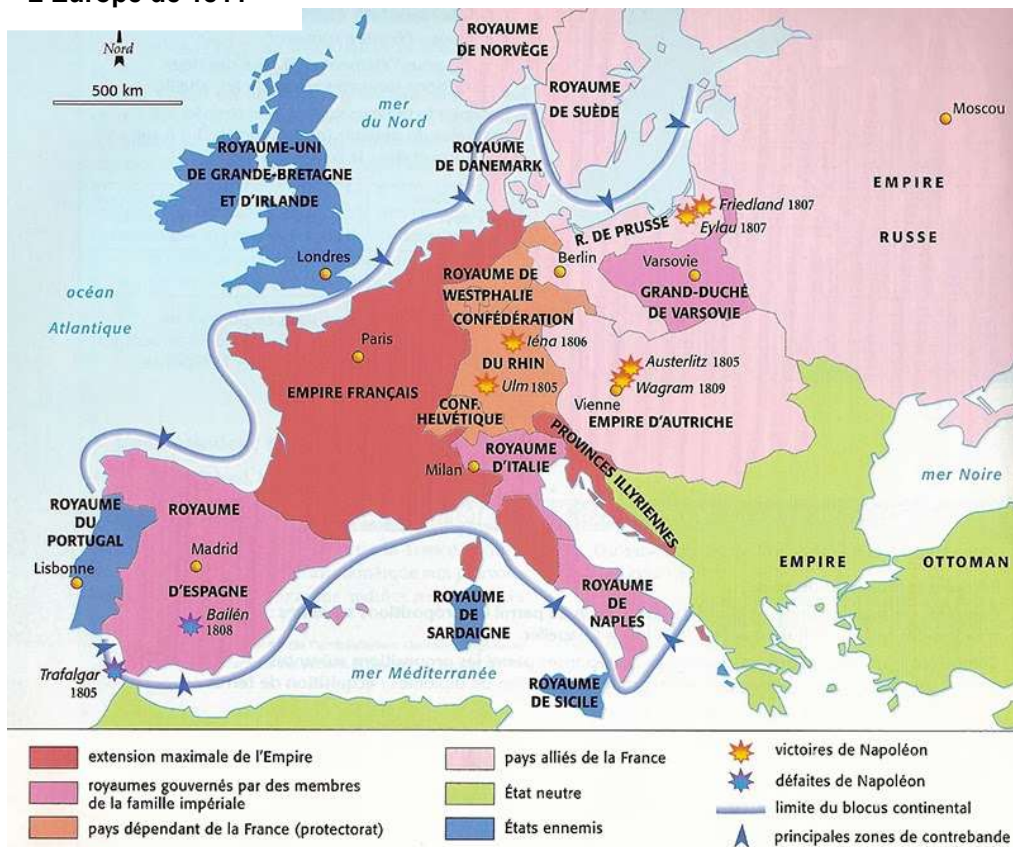 L'Europe de 1811
Nord
500 km
ROYAUME
DE NORVÈGE
ROYAUME
DE SUÈDE
Moscou
mer
du Nord
ROYAUME-UNI
DE GRANDE-BRETAGNE
ET D'IRLANDE
ROYAUME
DE DANEMARK
EMPIRE
RUSSE
Friedland 1807
Eylau 1807
R. DE PRUSSE
Londres
Berlin
Varsovie
GRAND-DUCHÉ
DE VARSOVIE
ROYAUME DE
WESTPHALIE
océan
Atlantique
CONFÉDÉRATION
DU RHIN
Iéna 1806
Ulm 1805
Paris
EMPIRE FRANÇAIS
Austerlitz 1805
Wagram 1809
Vienne
EMPIRE D'AUTRICHE
CONF.
HELVÉTIQUE
ROYAUME
D'ITALIE
Milan
PROVINCES ILLYRIENNES
mer Noire
ROYAUME
DU
PORTUGAL
Lisbonne
ROYAUME
D'ESPAGNE
Madrid
Bailén
1808
EMPIRE
OTTOMAN
ROYAUME
DE
SARDAIGNE
ROYAUME
DE
NAPLES
Trafalgar
1805
mer Méditerranée
ROYAUME
DE SICILE
extension maximale de l'Empire
royaumes gouvernés par des membres
de la famille impériale
pays dépendant de la France (protectorat)
pays alliés de la France
État neutre
États ennemis
victoires de Napoléon
défaites de Napoléon
limite du blocus continental
principales zones de contrebande